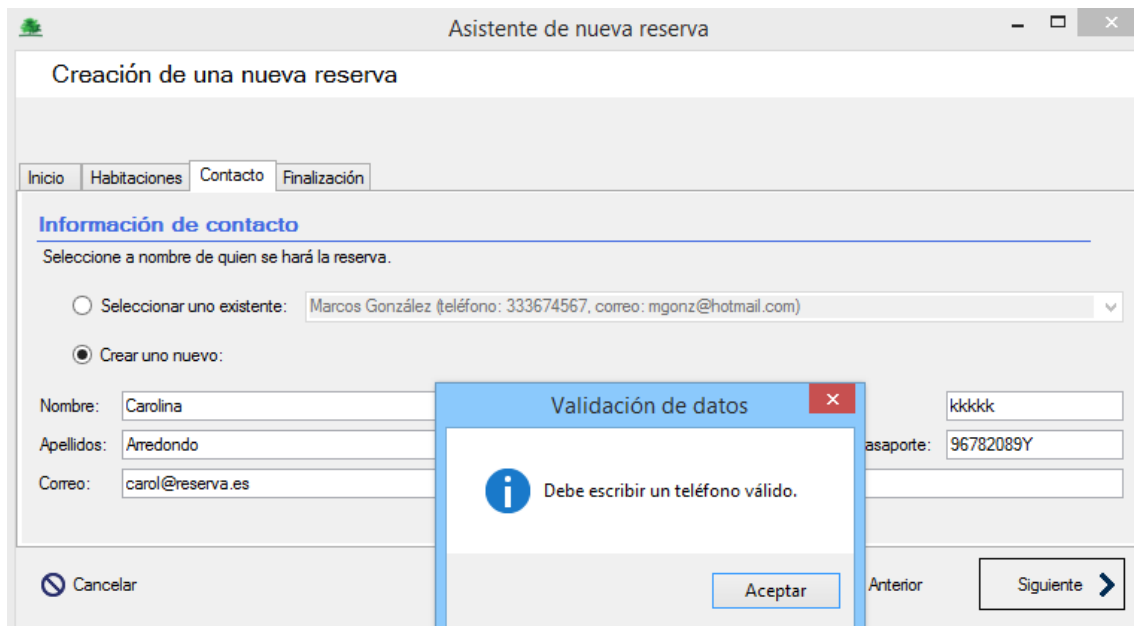 Asistente de nueva reserva
Creación de una nueva reserva
Inicio Habitaciones Contacto Finalización
Información de contacto
Seleccione a nombre de quien se hará la reserva.
Seleccionar uno existente: Marcos González (teléfono: 333674567, correo: mgonz@hotmail.com)
Crear uno nuevo:
Validación de datos
Nombre: Carolina kkkkk
Apellidos: Arredondo asaporte: 96782089Y
Correo: carol@reserva.es
Debe escribir un teléfono válido.
Aceptar
Cancelar Anterior Siguiente